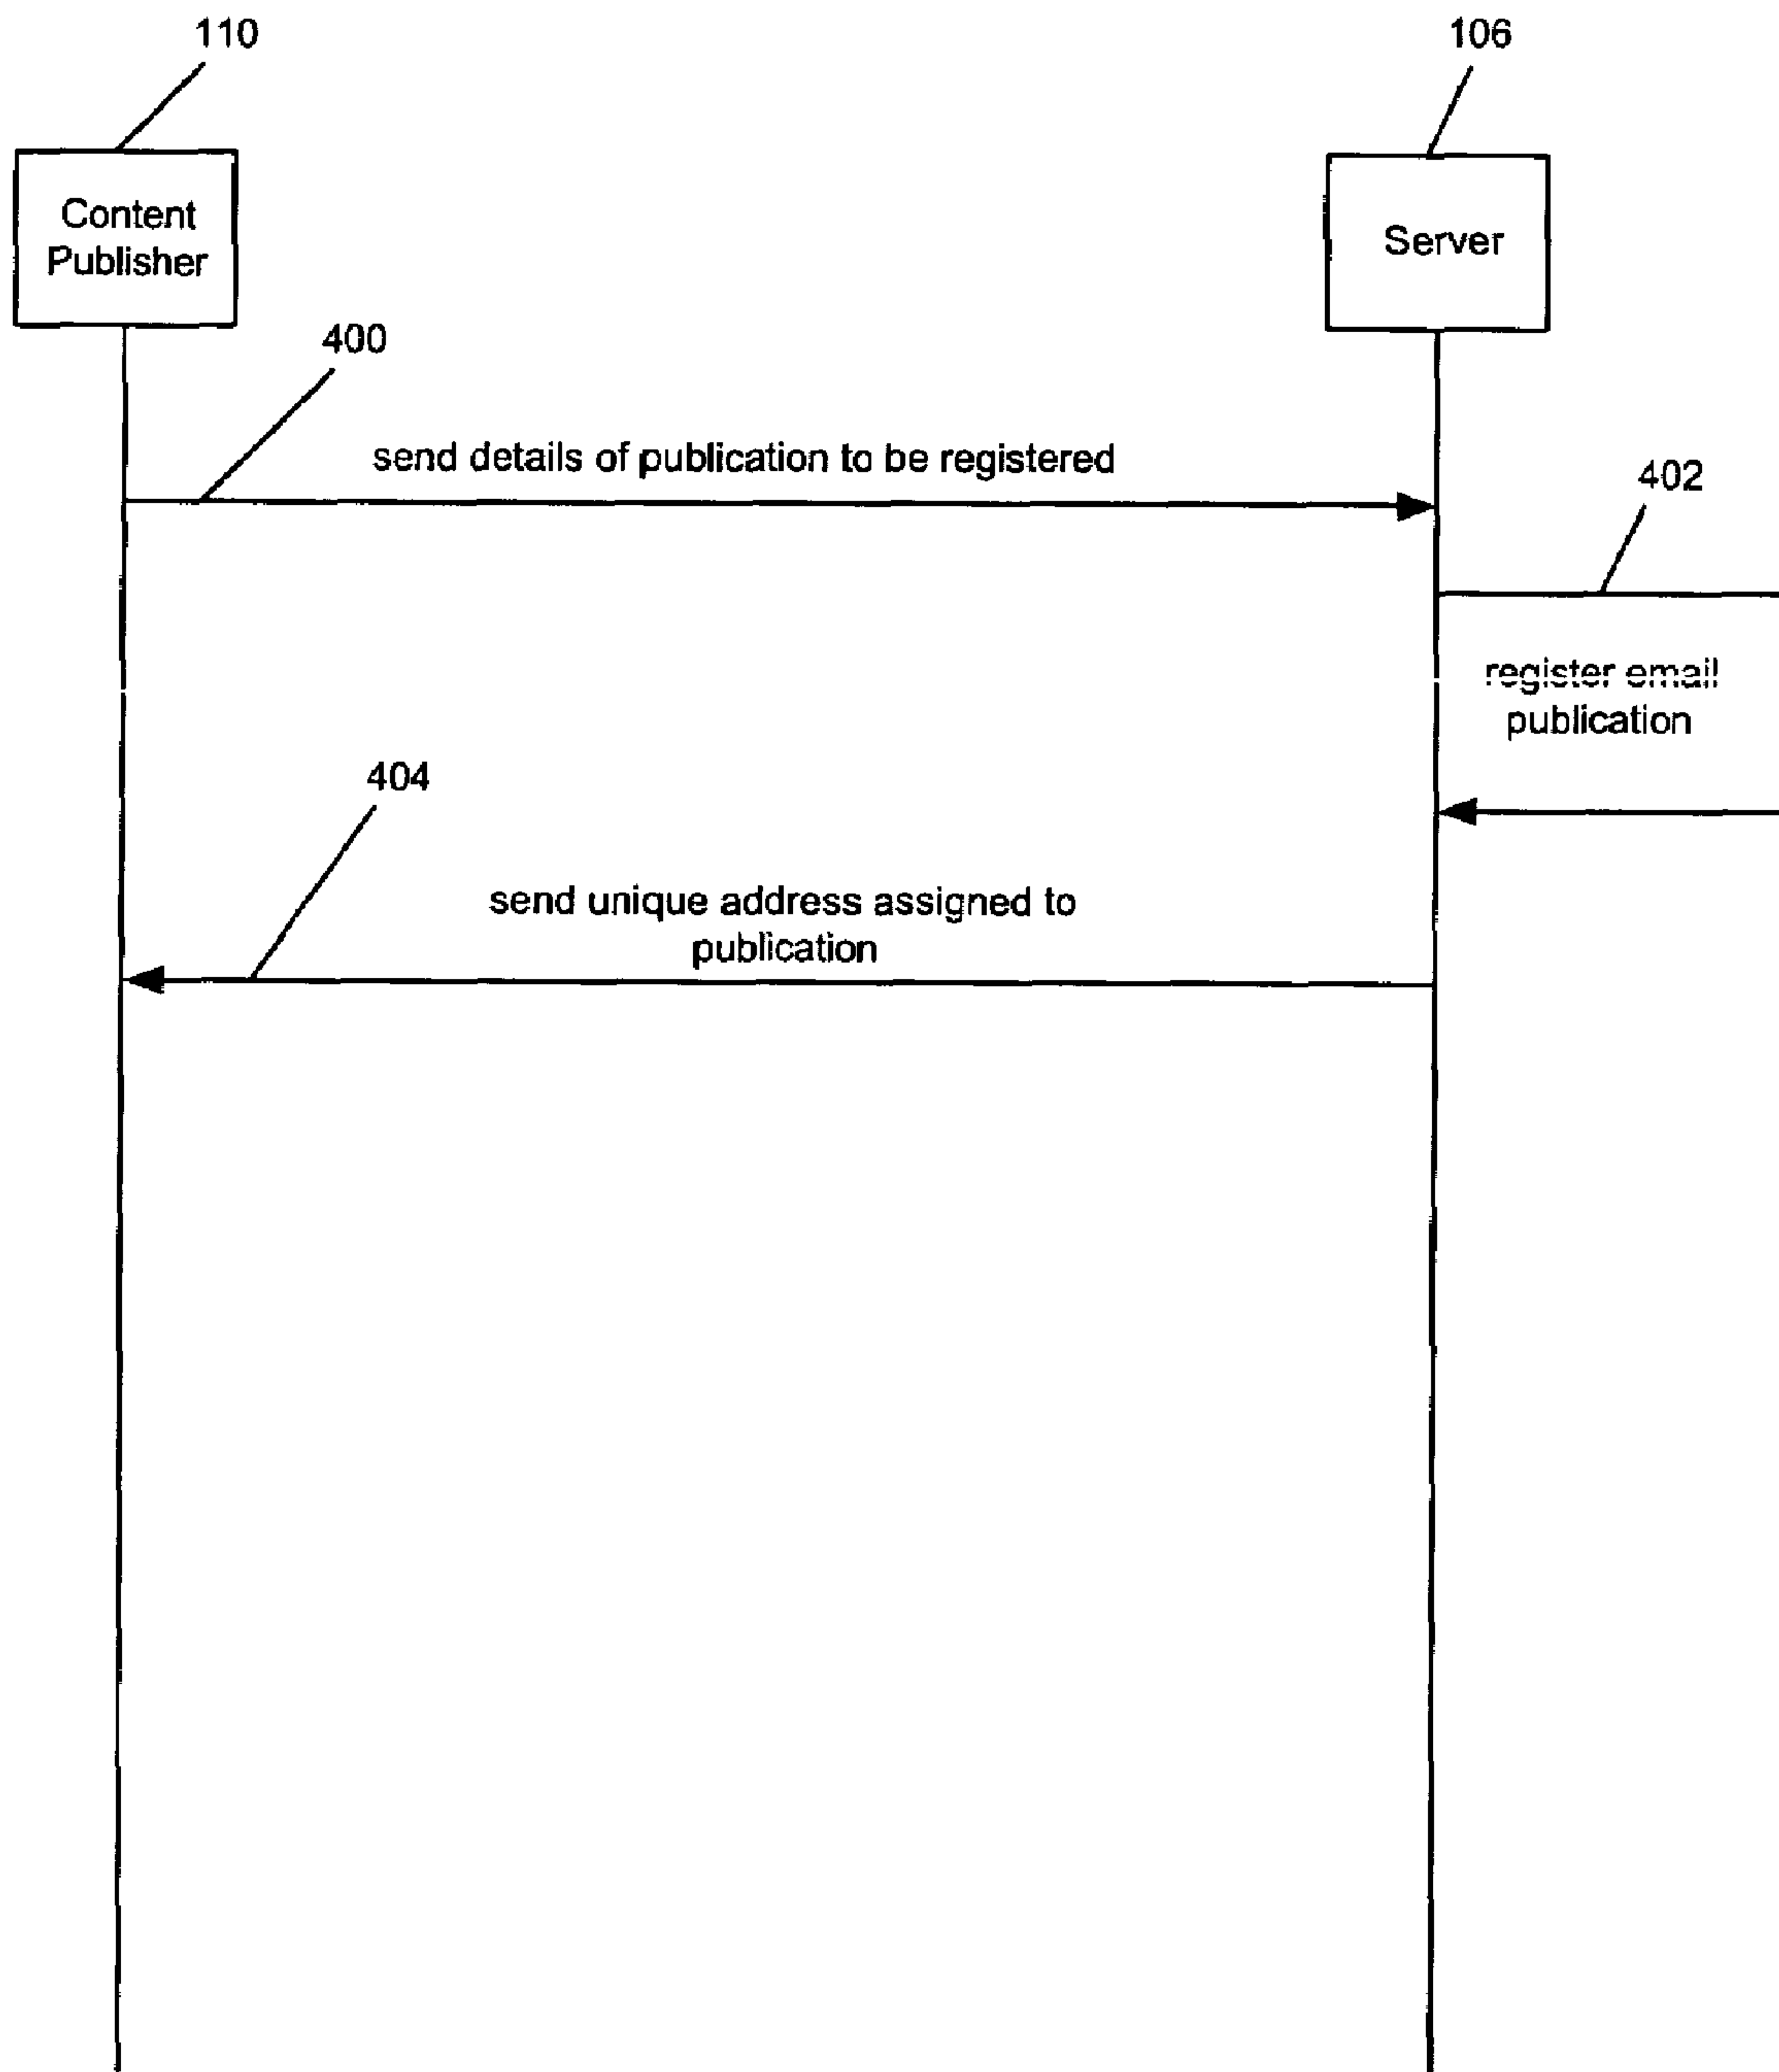 110
106
Content
Publisher
Server
400
send details of publication to be registered
402
register email
publication
404
send unique address assigned to
publication